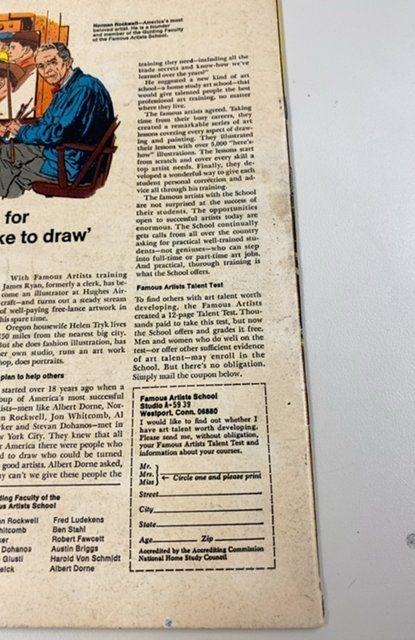 Norman Rockwell—America's most
beloved artist. He is a founder
and member of the Guiding Faculty
of the Famous Artists School.
for
ke to draw'
With Famous Artists training
James Ryan, formerly a clerk, has be-
come an illustrator at Hughes Air-
craft—and turns out a steady stream
of well-paying free-lance artwork in
his spare time.
Oregon housewife Helen Tryk lives
150 miles from the nearest big city.
But she does fashion illustration, has
her own studio, runs an art work
shop, does portraits.
plan to help others
started over 18 years ago when a
oup of America's most successful
ists—men like Albert Dorne, Nor-
n Rockwell, Jon Whitcomb, Al
ker and Stevan Dohanos—met in
w York City. They knew that all
r America there were people who
d to draw who could be turned
good artists. Albert Dorne asked,
y can't we give these people the
ding Faculty of the
us Artists School
n Rockwell
hitcomb
ker
Dohanos
Giusti
elck
Fred Ludekens
Ben Stahl
Robert Fawcett
Austin Briggs
Harold Von Schmidt
Albert Dorne
training they need—including all the
trade secrets and know-how we've
learned over the years?"
He suggested a new kind of art
school—a home study art school—that
would give talented people the best
professional art training, no matter
where they live.
The famous artists agreed. Taking
time from their busy careers, they
created a remarkable series of art
lessons covering every aspect of draw-
ing and painting. They illustrated
their lessons with over 5,000 "here's-
how" illustrations. The lessons start
from scratch and cover every skill a
top artist needs. Finally, they de-
veloped a wonderful way to give each
student personal correction and ad-
vice all through his training.
The famous artists with the School
are not surprised at the success of
their students. The opportunities
open to successful artists today are
enormous. The School continually
gets calls from all over the country
asking for practical well-trained stu-
dents—not geniuses—who can step
into full-time or part-time art jobs.
And practical, thorough training is
what the School offers.
Famous Artists Talent Test
To find others with art talent worth
developing, the Famous Artists
created a 12-page Talent Test. Thou-
sands paid to take this test, but now
the School offers and grades it free.
Men and women who do well on the
test—or offer other sufficient evidence
of art talent—may enroll in the
School. But there's no obligation.
Simply mail the coupon below.
Famous Artists School
Studio A-59 39
Westport, Conn. 06880
I would like to find out whether I
have art talent worth developing.
Please send me, without obligation,
your Famous Artists Talent Test and
information about your courses.
Mr.
Mrs. ← Circle one and please print
Miss
Street
City
State
Age Zip
Accredited by the Accrediting Commission
National Home Study Council